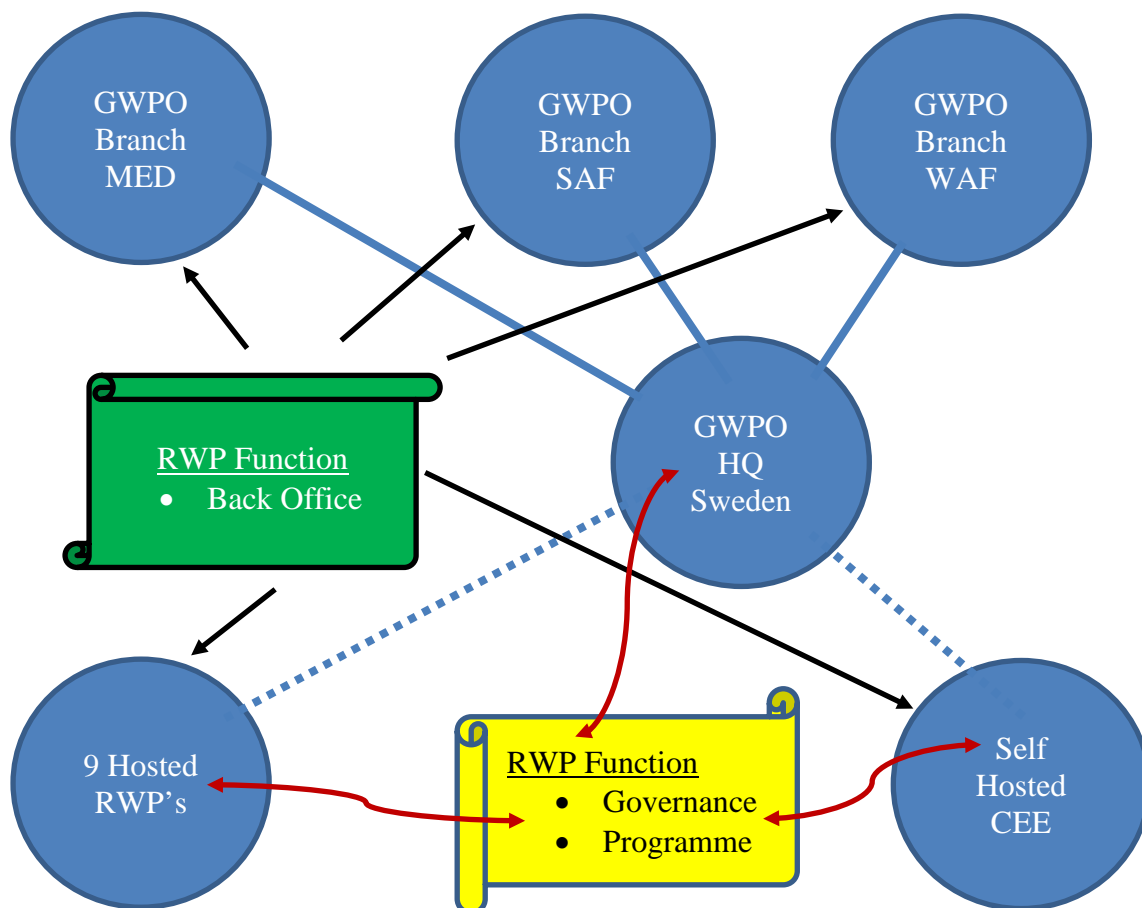 GWPO
Branch
MED
GWPO
Branch
SAF
GWPO
Branch
WAF
RWP Function
• Back Office
GWPO
HQ
Sweden
9 Hosted
RWP’s
RWP Function
• Governance
• Programme
Self
Hosted
CEE